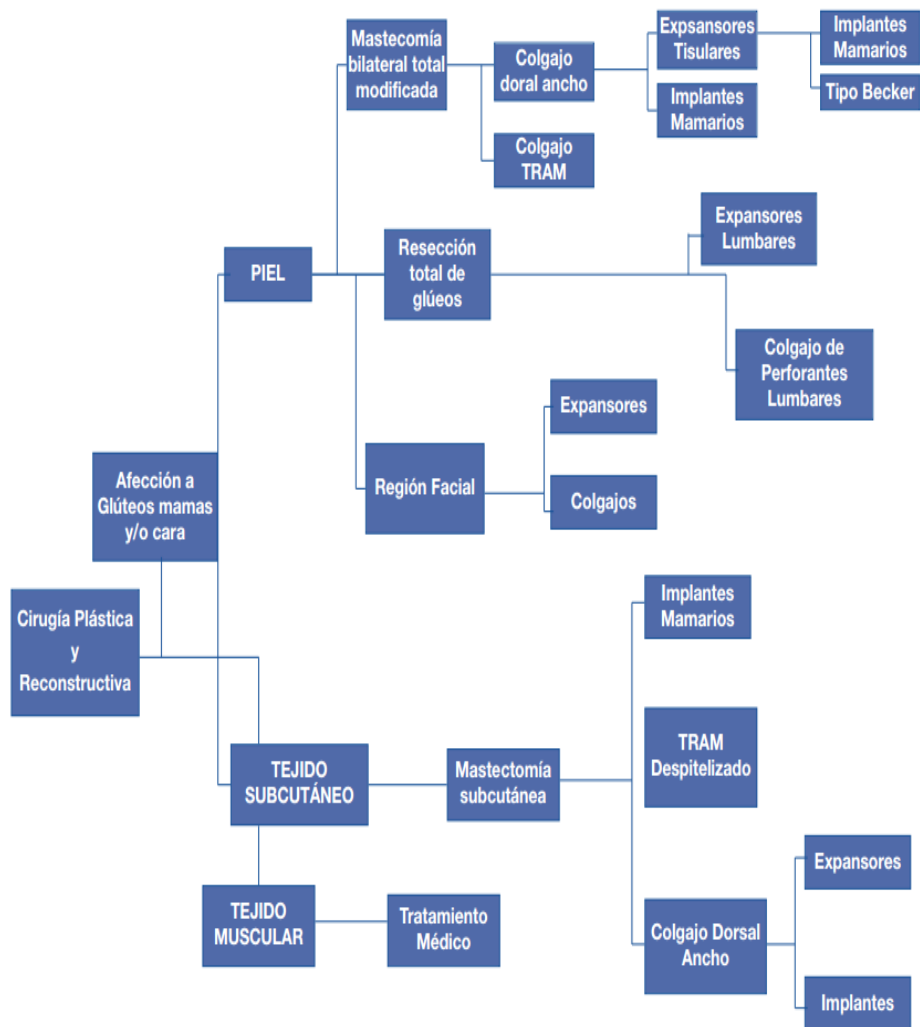 Mastecomía
bilateral total
modificada
Colgajo
doral ancho
Expsansores
Tisulares
Implantes
Mamarios
Tipo Becker
Implantes
Mamarios
Colgajo
TRAM
PIEL
Resección
total de
glúeos
Expansores
Lumbares
Colgajo de
Perforantes
Lumbares
Región Facial
Expansores
Colgajos
Afección a
Glúteos mamas
y/o cara
Cirugía Plástica
y
Reconstructiva
TEJIDO
SUBCUTÁNEO
Mastectomía
subcutánea
Implantes
Mamarios
TRAM
Despitelizado
Colgajo Dorsal
Ancho
Expansores
Implantes
TEJIDO
MUSCULAR
Tratamiento
Médico